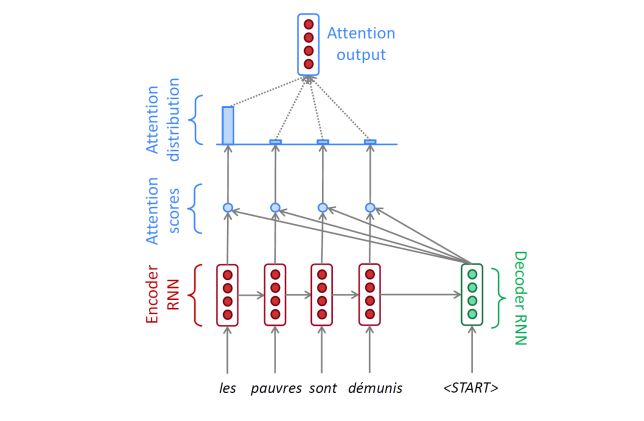 Attention
output
Attention
distribution
Attention
scores
Encoder
RNN
Decoder RNN
les pauvres sont démunis <START>